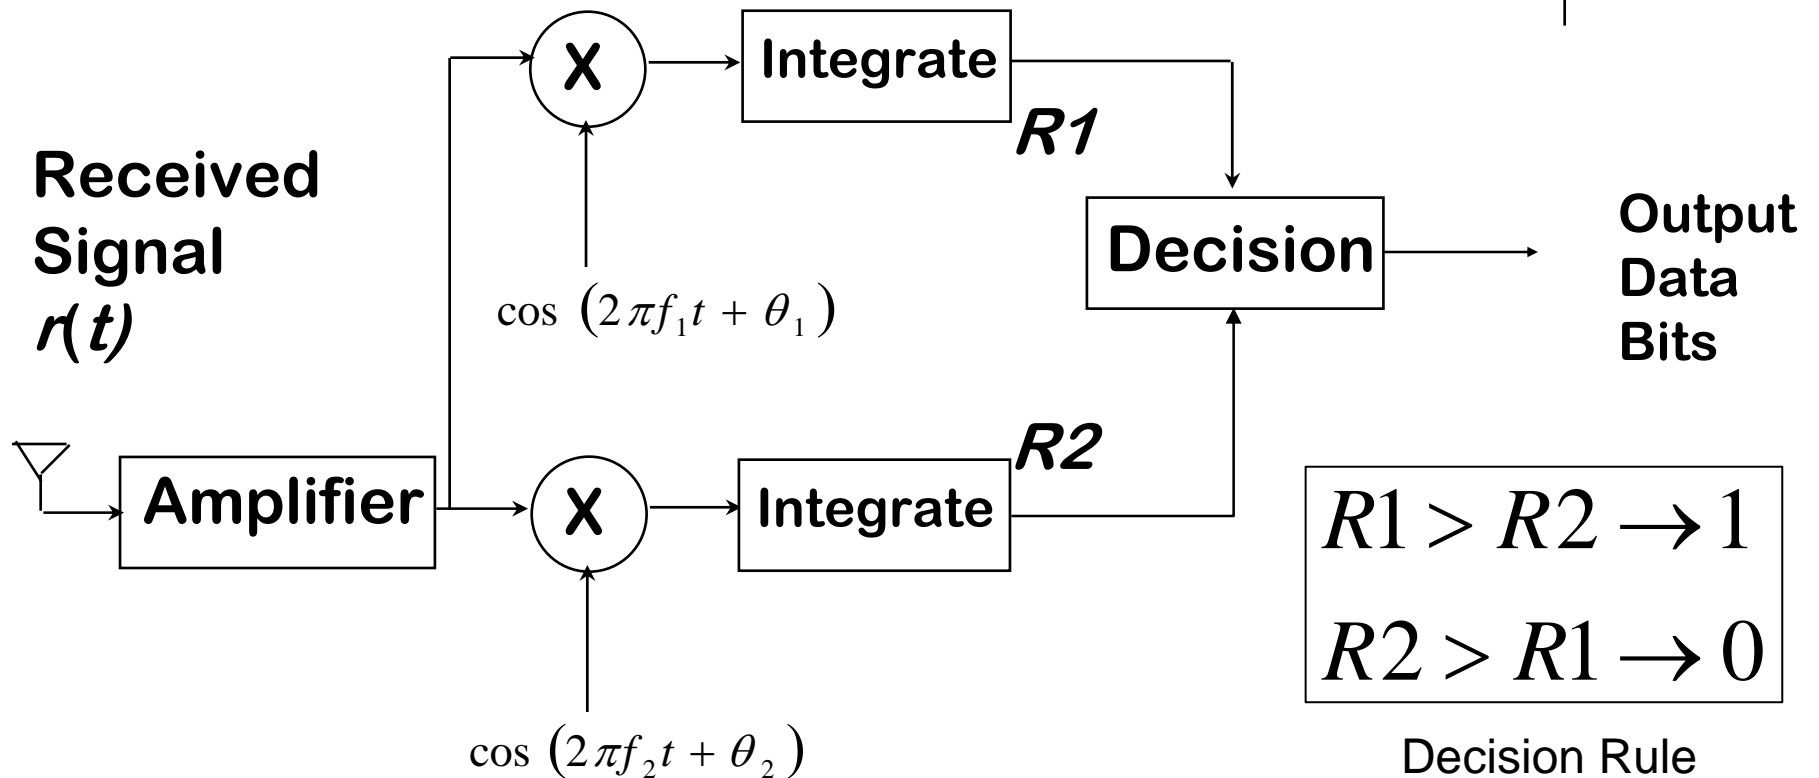 X
Integrate
R1
Received
Signal
r(t)
cos (2πf₁t + θ₁)
Decision
Output
Data
Bits
Amplifier
X
Integrate
R2
cos (2πf₂t + θ₂)
R1 > R2 → 1
R2 > R1 → 0
Decision Rule